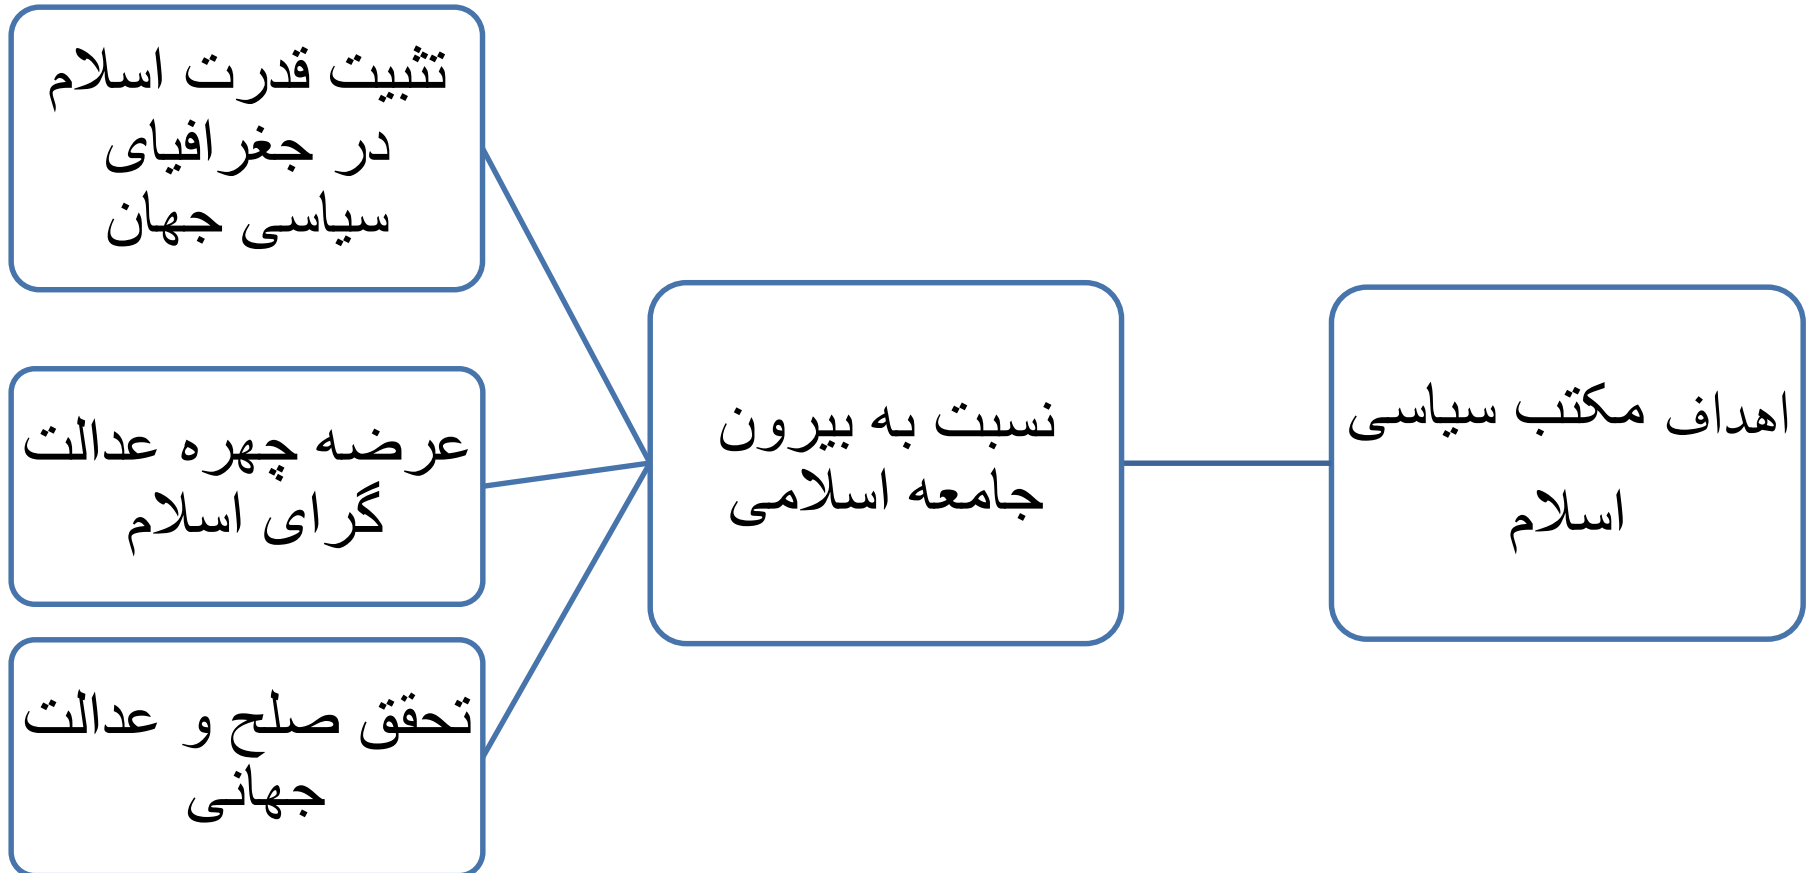 اهداف مکتب سیاسی
اسلام
نسبت به بیرون
جامعه اسلامی
تثبیت قدرت اسلام
در جغرافیای
سیاسی جهان
عرضه چهره عدالت
گرای اسلام
تحقق صلح و عدالت
جهانی